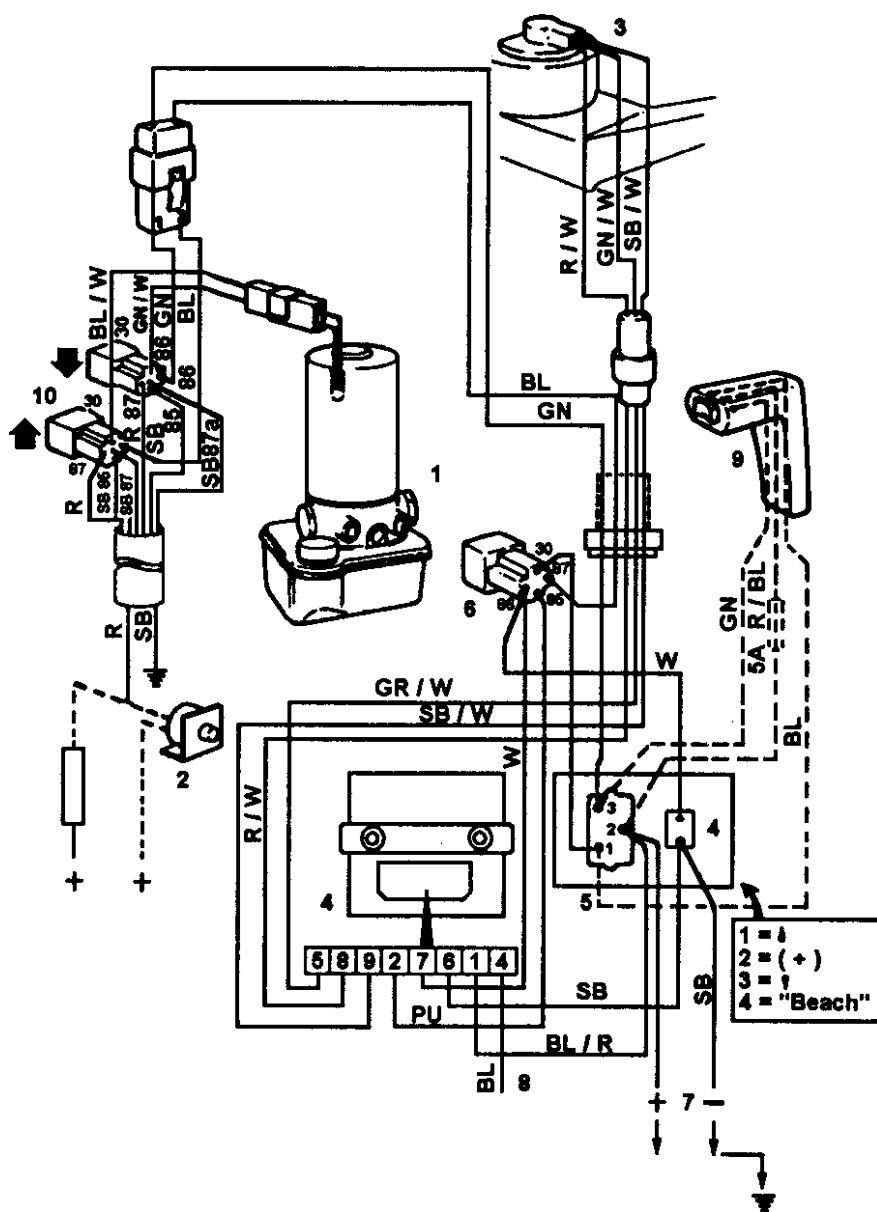 3
R / W
GN / W
SB / W
1
BL / W
GN / W
30
GN
BL
86
86
10
30
R
87
SB
85
SB87a
87
R
SB 85
SB 87
1
BL
GN
9
6
30
87
86
85
GN
5A
R / BL
BL
R
SB
2
+
+
W
GR / W
SB / W
R / W
W
3
2
1
4
5
4
5 8 9 2 7 6 1 4
PU
SB
BL / R
BL
8
SB
1 =
2 = ( + )
3 =
4 = "Beach"
+ 7 −